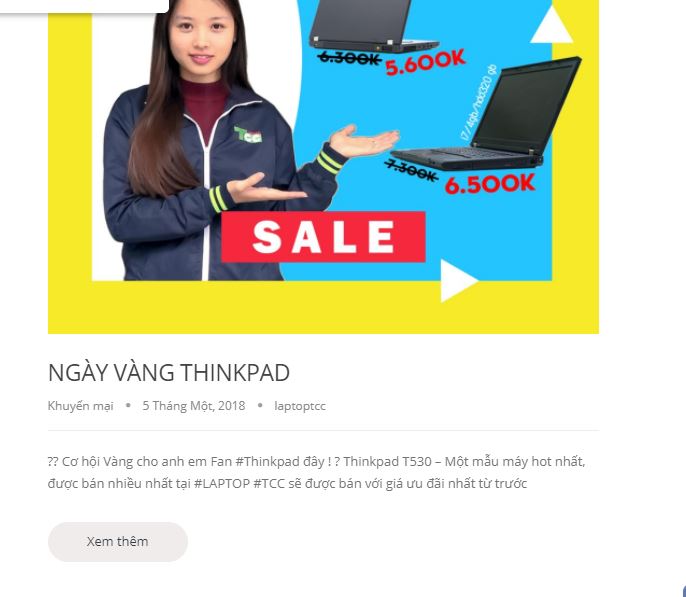 6.300K
5.600K
TCC
i7/4gb/hdd320 gb
7.300K
6.500K
SALE
NGÀY VÀNG THINKPAD
Khuyến mại • 5 Tháng Một, 2018 • laptoptcc
?? Cơ hội Vàng cho anh em Fan #Thinkpad đây ! ? Thinkpad T530 – Một mẫu máy hot nhất,
được bán nhiều nhất tại #LAPTOP #TCC sẽ được bán với giá ưu đãi nhất từ trước
Xem thêm